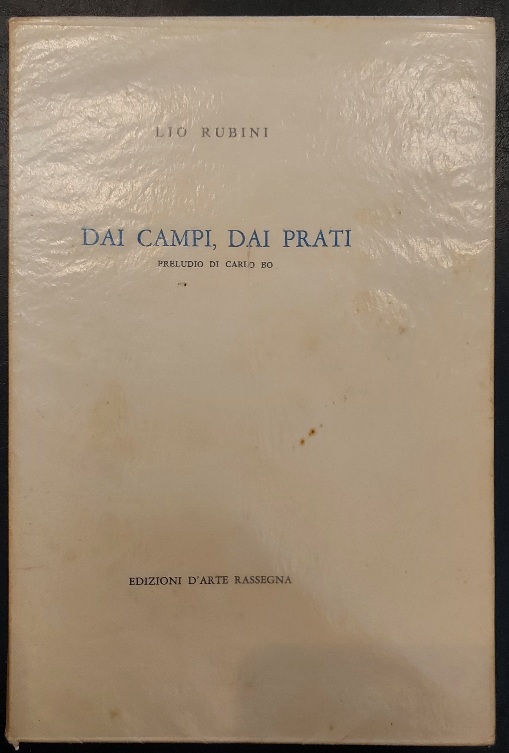 LIO RUBINI
DAI CAMPI, DAI PRATI
PRELUDIO DI CARLO BO
EDIZIONI D'ARTE RASSEGNA